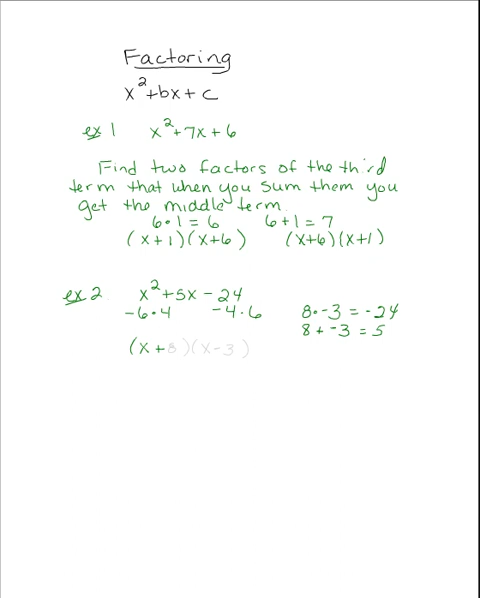 Factoring
x²+bx+c
ex 1 x²+7x+6
Find two factors of the third
term that when you sum them you
get the middle term.
6•1=6 6+1=7
(x+1)(x+6) (x+6)(x+1)
ex 2 x²+5x-24
-6•4 -4•6 8•-3=-24
8+-3=5
(x+8)(x-3)